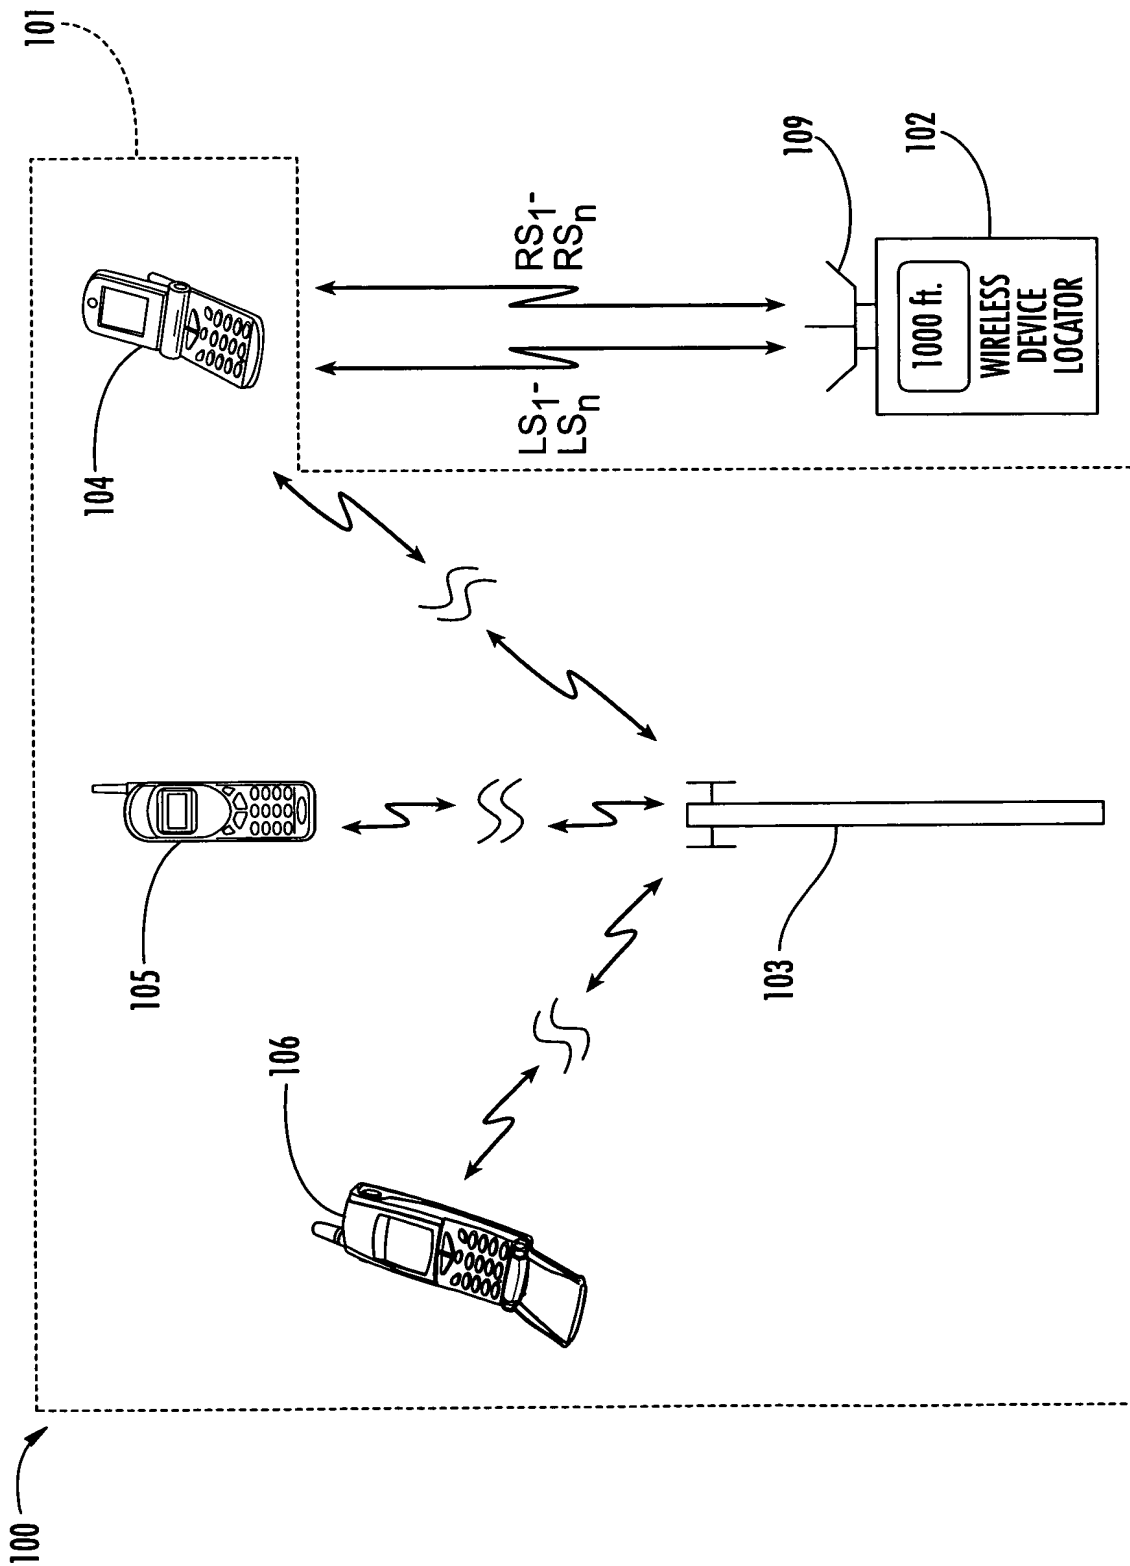 100
101
106
105
104
103
LS1-
LSn
RS1-
RSn
109
102
1000 ft.
WIRELESS
DEVICE
LOCATOR